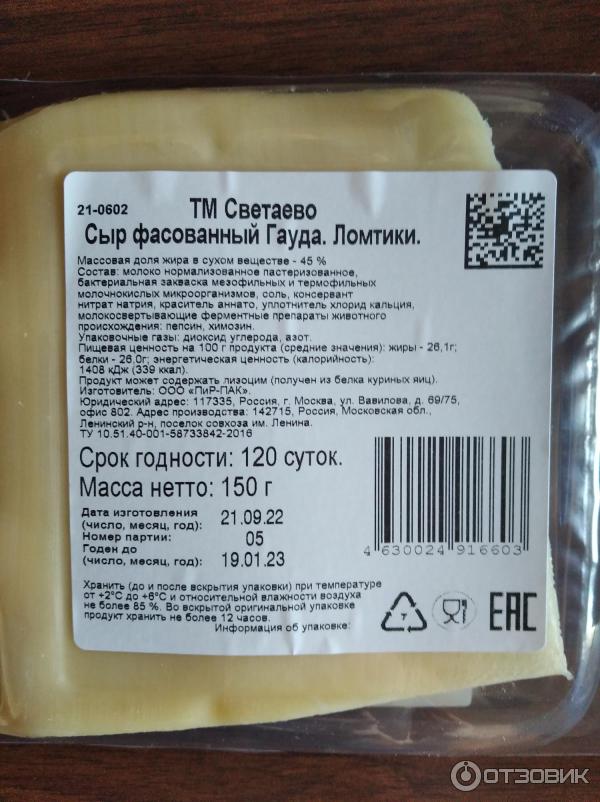 21-0602
ТМ Светаево
Сыр фасованный Гауда. Ломтики.
Массовая доля жира в сухом веществе - 45 %
Состав: молоко нормализованное пастеризованное,
бактериальная закваска мезофильных и термофильных
молочнокислых микроорганизмов, соль, консервант
нитрат натрия, краситель аннато, уплотнитель хлорид кальция,
молокосвертывающие ферментные препараты животного
происхождения: пепсин, химозин.
Упаковочные газы: диоксид углерода, азот.
Пищевая ценность на 100 г продукта (средние значения): жиры - 26,1г;
белки - 26,0г; энергетическая ценность (калорийность):
1408 кДж (339 ккал).
Продукт может содержать лизоцим (получен из белка куриных яиц).
Изготовитель: ООО «ПиР-ПАК».
Юридический адрес: 117335, Россия, г. Москва, ул. Вавилова, д. 69/75,
офис 802. Адрес производства: 142715, Россия, Московская обл.,
Ленинский р-н, поселок совхоза им. Ленина.
ТУ 10.51.40-001-58733842-2016
Срок годности: 120 суток.
Масса нетто: 150 г
Дата изготовления
(число, месяц, год): 21.09.22
Номер партии: 05
Годен до
(число, месяц, год): 19.01.23
4 630024 916603
Хранить (до и после вскрытия упаковки) при температуре
от +2°С до +6°С и относительной влажности воздуха
не более 85 %. Во вскрытой оригинальной упаковке
продукт хранить не более 12 часов.
Информация об упаковке:
7
EAC
ОТЗОВИК